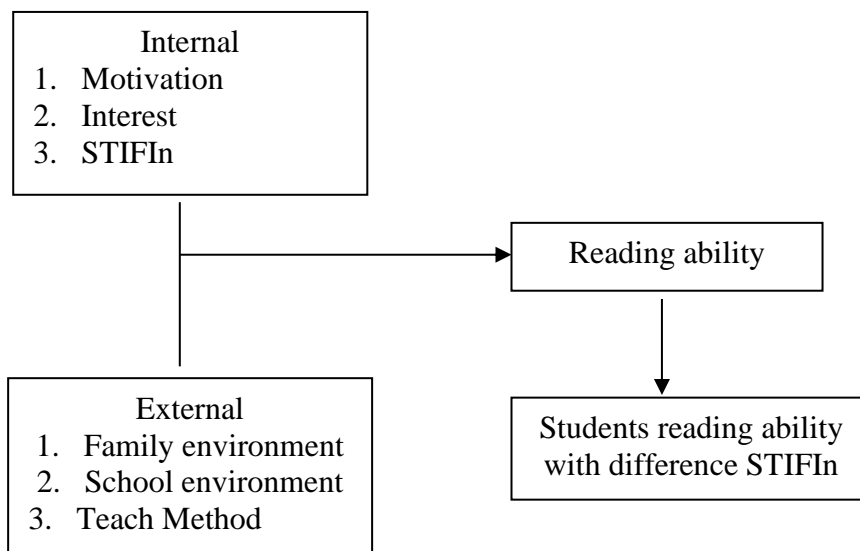 Internal
1. Motivation
2. Interest
3. STIFIn
Reading ability
External
1. Family environment
2. School environment
3. Teach Method
Students reading ability
with difference STIFIn